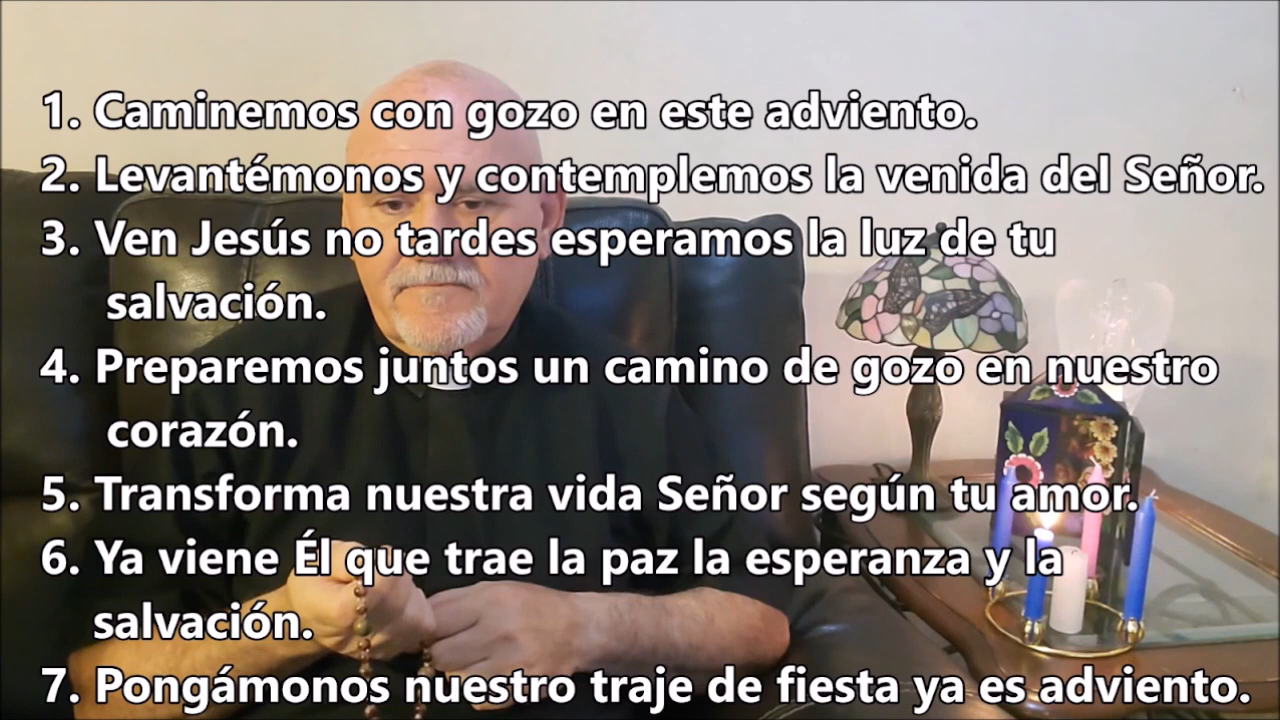 1. Caminemos con gozo en este adviento.
2. Levantémonos y contemplemos la venida del Señor.
3. Ven Jesús no tardes esperamos la luz de tu
salvación.
4. Preparemos juntos un camino de gozo en nuestro
corazón.
5. Transforma nuestra vida Señor según tu amor.
6. Ya viene Él que trae la paz la esperanza y la
salvación.
7. Pongámonos nuestro traje de fiesta ya es adviento.